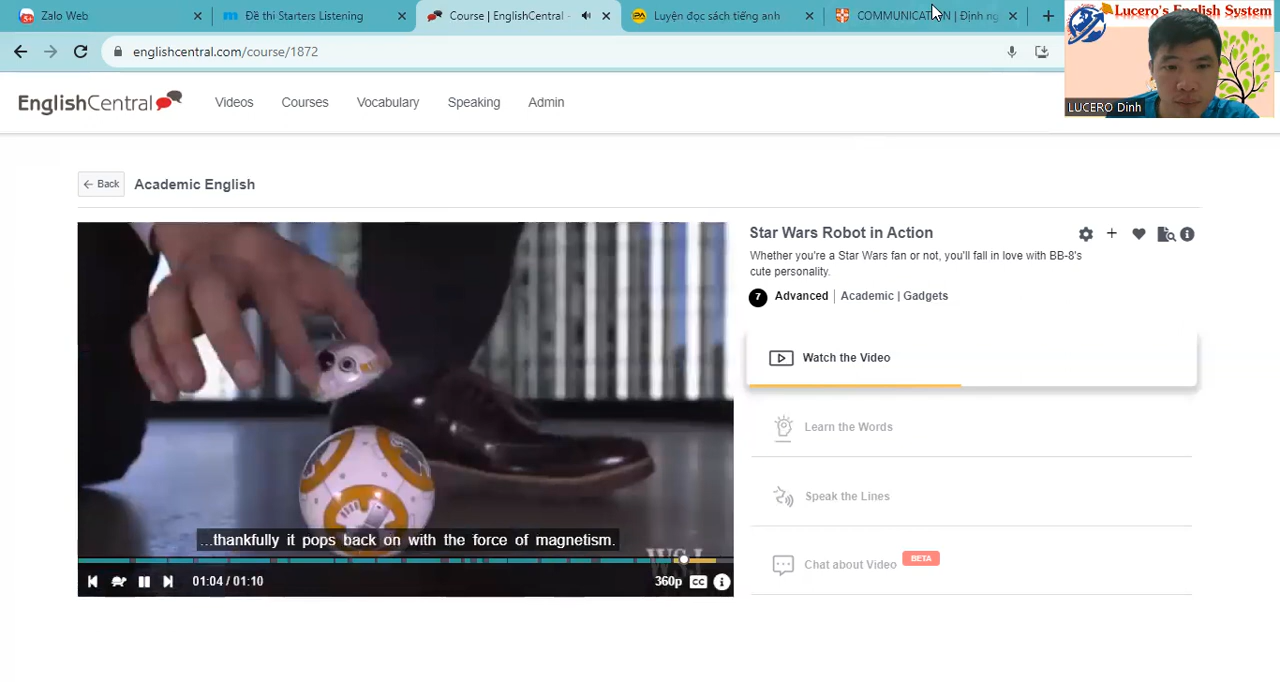 Zalo Web
Đề thi Starters Listening
Course | EnglishCentral -
Luyện đọc sách tiếng anh
COMMUNICATION | Định ng
Lucero's English System
englishcentral.com/course/1872
LUCERO Dinh
EnglishCentral
Videos
Courses
Vocabulary
Speaking
Admin
Back
Academic English
Star Wars Robot in Action
Whether you're a Star Wars fan or not, you'll fall in love with BB-8's
cute personality.
7 Advanced | Academic | Gadgets
Watch the Video
Learn the Words
Speak the Lines
Chat about Video BETA
...thankfully it pops back on with the force of magnetism.
WSJ
01:04 / 01:10
360p CC